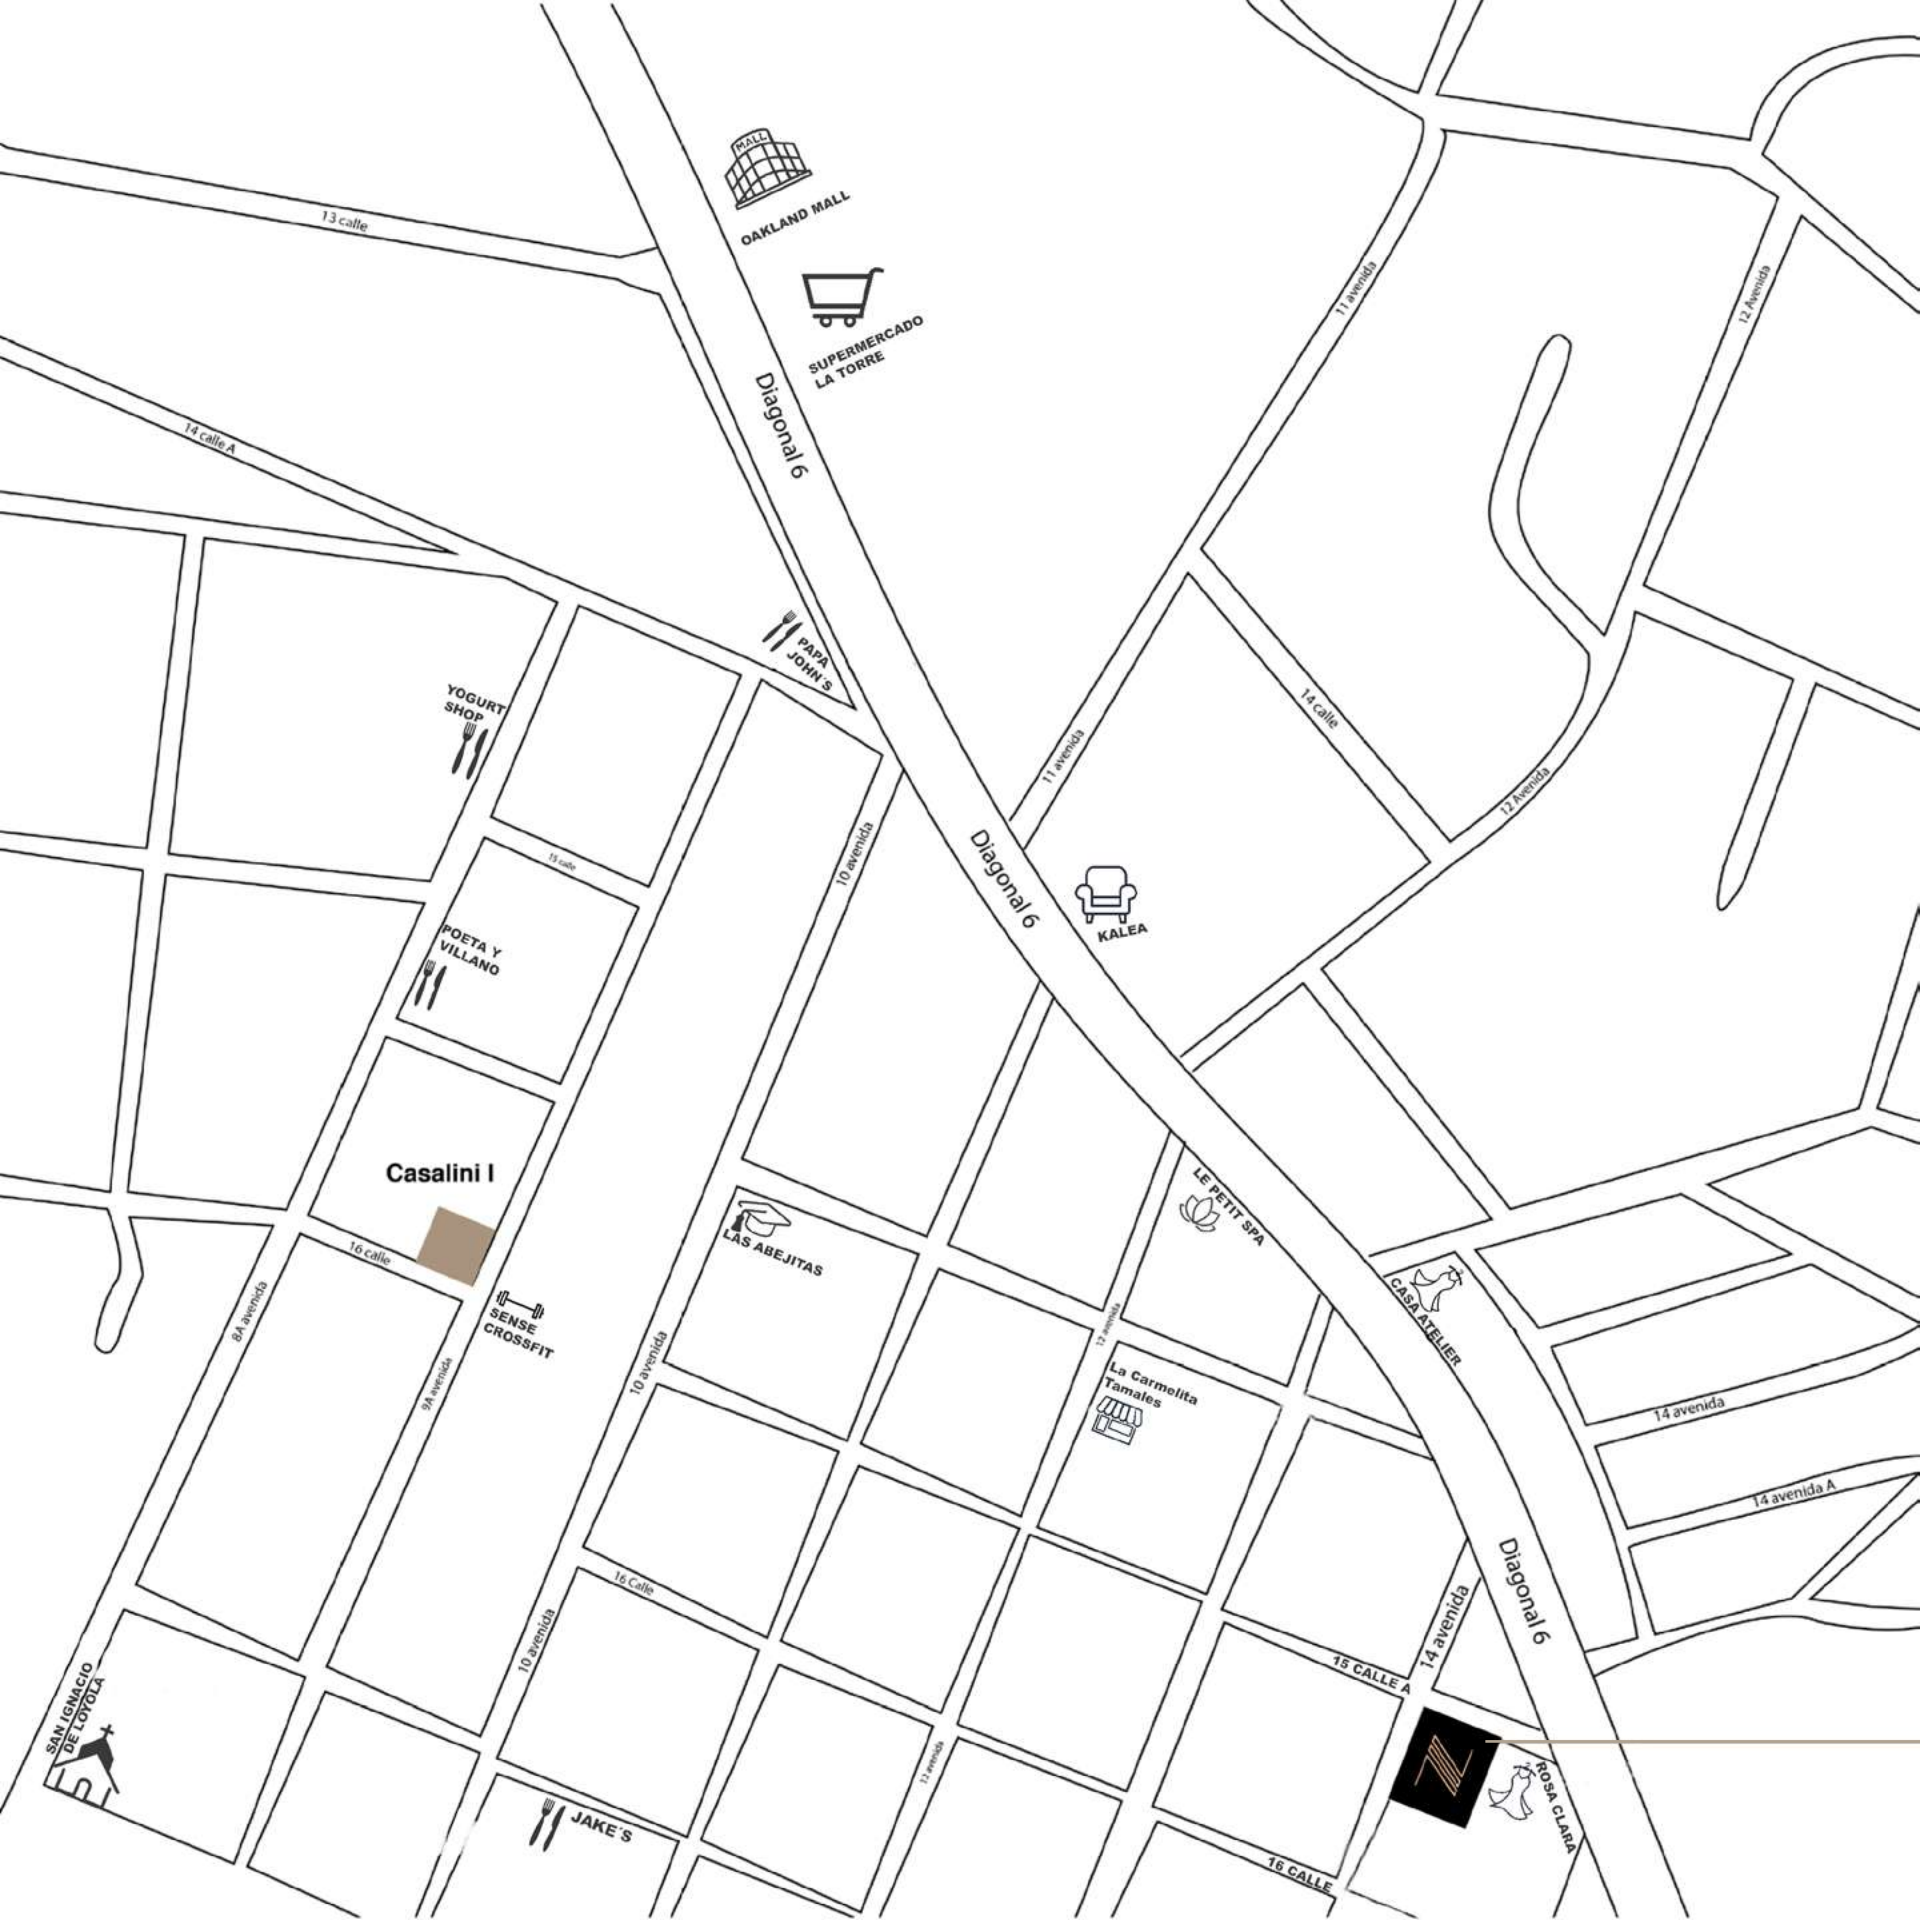 MALL
OAKLAND MALL
13 calle
SUPERMERCADO
LA TORRE
11 avenida
12 Avenida
Diagonal 6
14 calle A
PAPA
JOHN´S
YOGURT
SHOP
14 calle
11 avenida
12 Avenida
10 avenida
15 calle
Diagonal 6
KALEA
POETA Y
VILLANO
Casalini I
LE PETIT SPA
LAS ABEJITAS
16 calle
8A avenida
SENSE
CROSSFIT
9A avenida
10 avenida
12 avenida
CASA ATELIER
La Carmelita
Tamales
14 avenida
14 avenida A
Diagonal 6
16 Calle
10 avenida
14 avenida
15 CALLE A
SAN IGNACIO
DE LOYOLA
12 avenida
ROSA CLARA
JAKE´S
16 CALLE